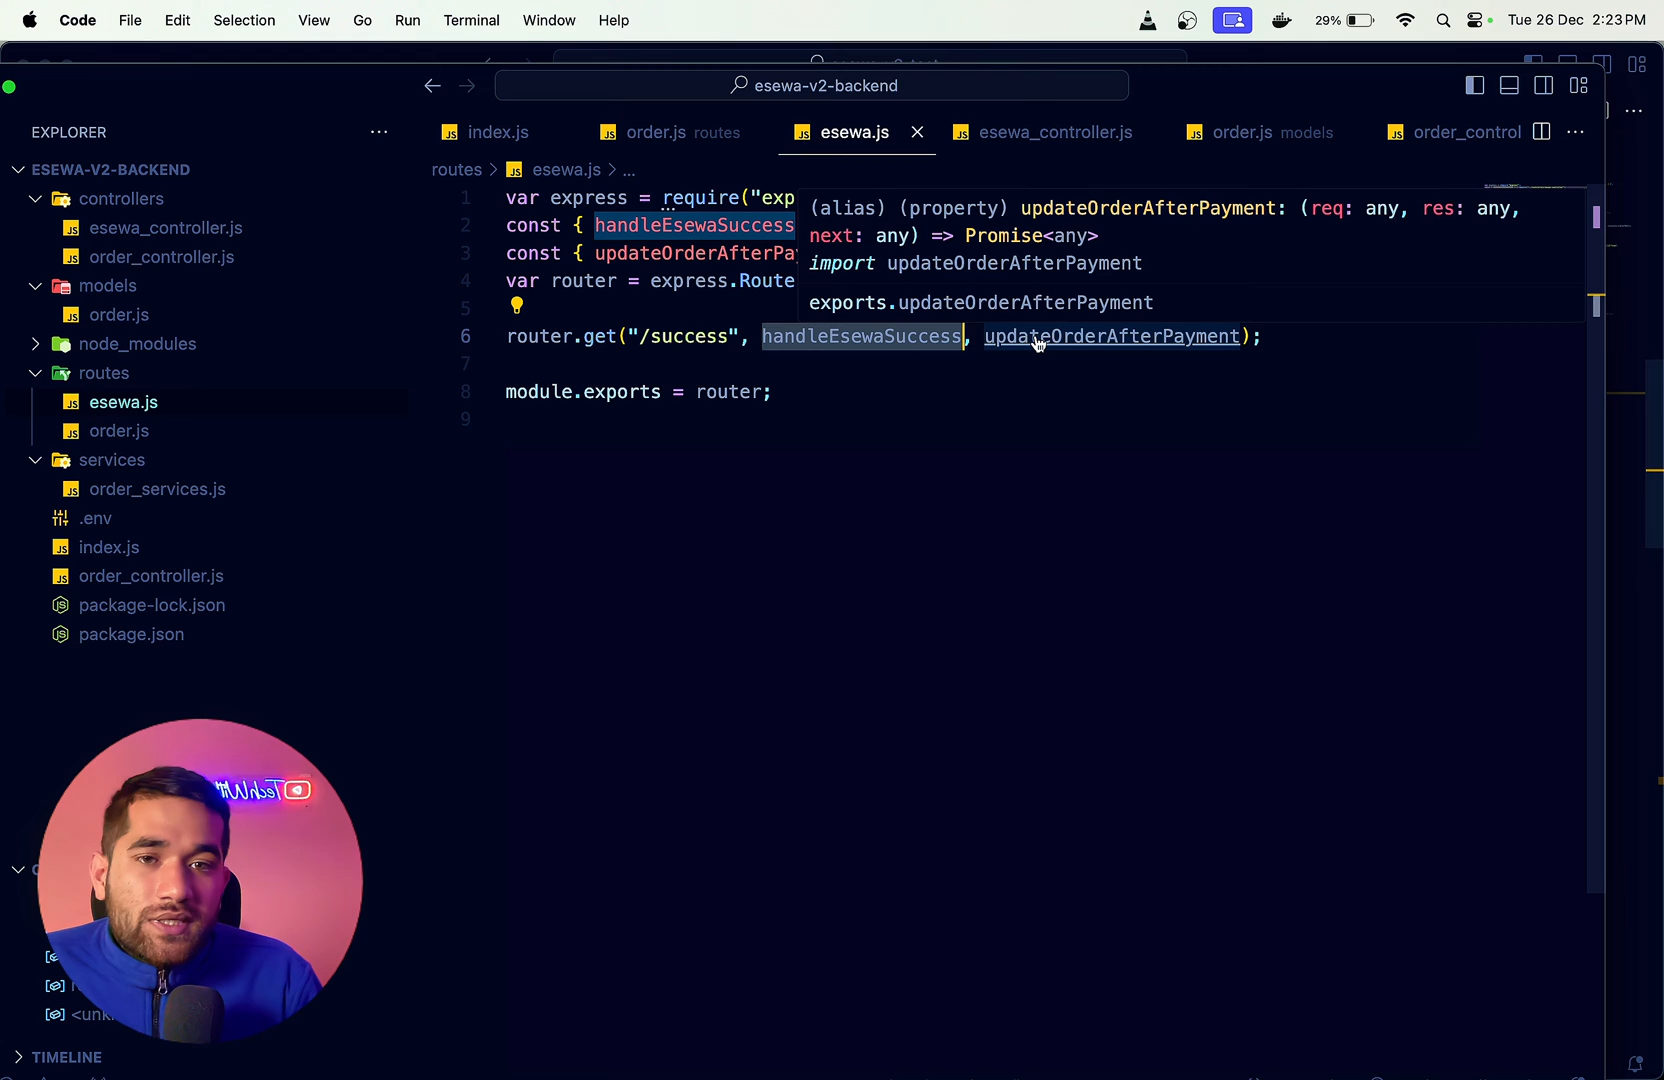 Code File Edit Selection View Go Run Terminal Window Help 29% Tue 26 Dec 2:23 PM
esewa-v2-backend
EXPLORER
index.js
order.js routes
esewa.js
esewa_controller.js
order.js models
order_control
ESEWA-V2-BACKEND
routes > esewa.js > ...
controllers
esewa_controller.js
order_controller.js
models
order.js
node_modules
routes
esewa.js
order.js
services
order_services.js
.env
index.js
order_controller.js
package-lock.json
package.json
1 var express = require("exp
2 const { handleEsewaSuccess
3 const { updateOrderAfterPa
4 var router = express.Route
5
6 router.get("/success", handleEsewaSuccess, updateOrderAfterPayment);
7
8 module.exports = router;
9
(alias) (property) updateOrderAfterPayment: (req: any, res: any,
next: any) => Promise<any>
import updateOrderAfterPayment
exports.updateOrderAfterPayment
<unk
TIMELINE